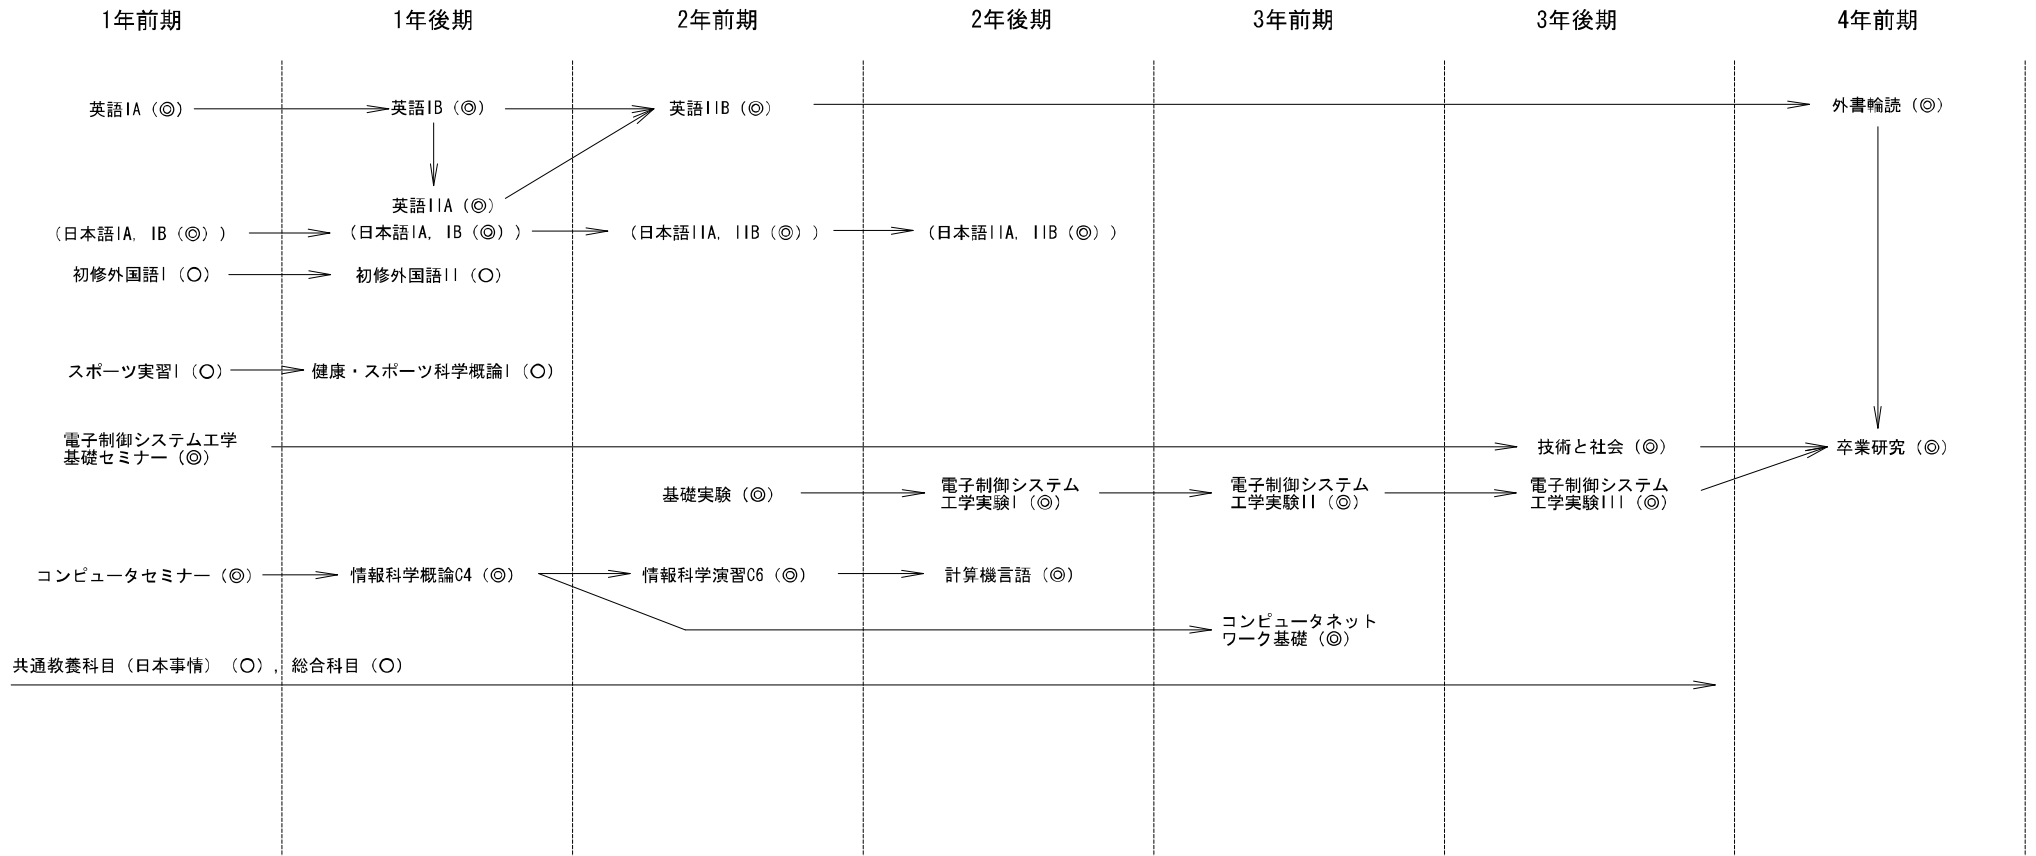 1年前期
1年後期
2年前期
2年後期
3年前期
3年後期
4年前期
英語IA（◎）
英語IB（◎）
英語IIB（◎）
外書輪読（◎）
英語IIA（◎）
（日本語IA, IB（◎））
（日本語IA, IB（◎））
（日本語IIA, IIB（◎））
（日本語IIA, IIB（◎））
初修外国語I（○）
初修外国語II（○）
スポーツ実習I（○）
健康・スポーツ科学概論I（○）
電子制御システム工学
基礎セミナー（◎）
技術と社会（◎）
卒業研究（◎）
基礎実験（◎）
電子制御システム
工学実験I（◎）
電子制御システム
工学実験II（◎）
電子制御システム
工学実験III（◎）
コンピュータセミナー（◎）
情報科学概論C4（◎）
情報科学演習C6（◎）
計算機言語（◎）
コンピュータネット
ワーク基礎（◎）
共通教養科目（日本事情）（○）, 総合科目（○）